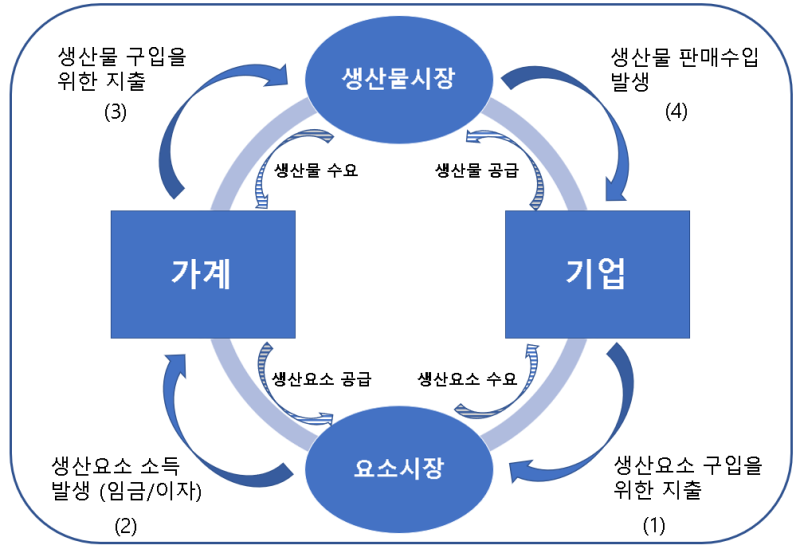 생산물 구입을
위한 지출
(3)
생산물시장
생산물 판매수입
발생
(4)
생산물 수요
생산물 공급
가계
기업
생산요소 공급
생산요소 수요
요소시장
생산요소 소득
발생 (임금/이자)
(2)
생산요소 구입을
위한 지출
(1)